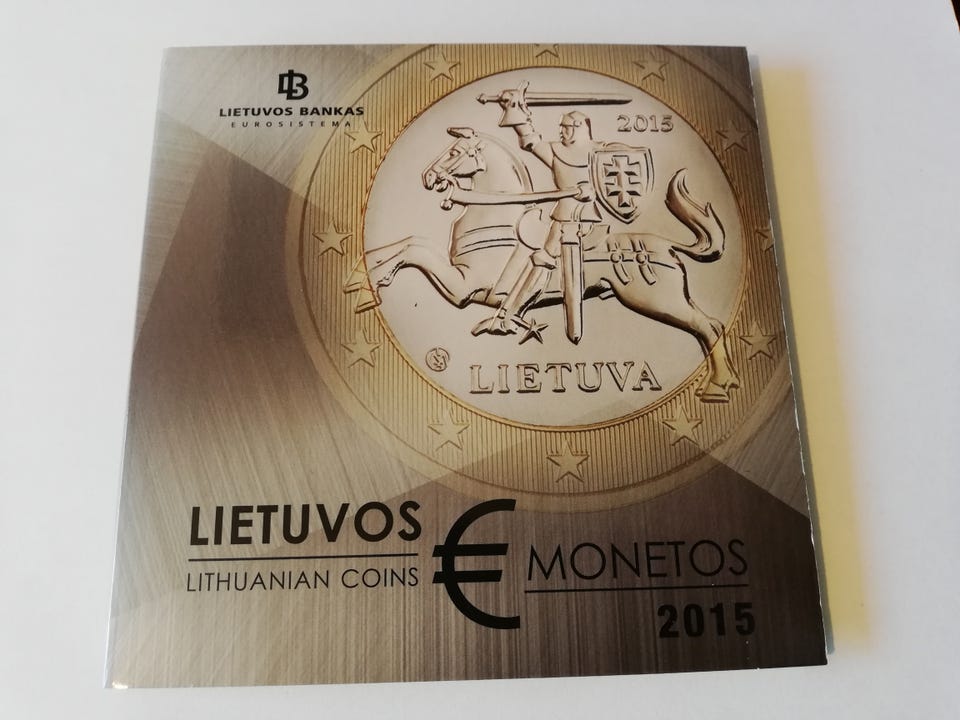 LIETUVOS BANKAS
EUROSISTEMA
2015
LIETUVA
LIETUVOS
LITHUANIAN COINS
€
MONETOS
2015